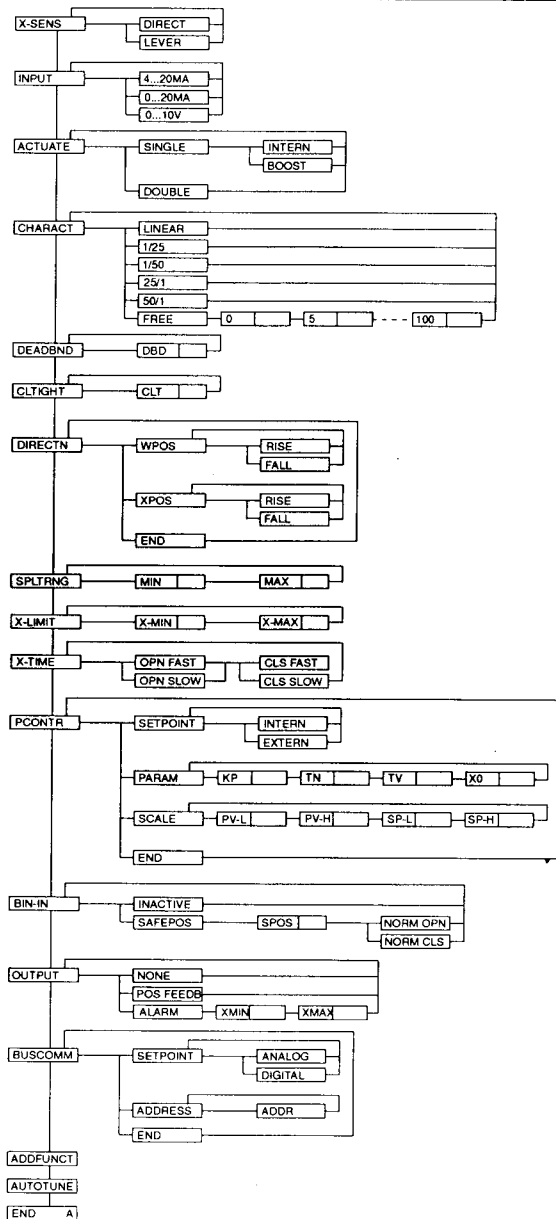 X-SENS DIRECT
LEVER
INPUT 4...20MA
0...20MA
0...10V
ACTUATE SINGLE INTERN
BOOST
DOUBLE
CHARACT LINEAR
1/25
1/50
25/1
50/1
FREE 0 5 100
DEADBND DBD
CLTIGHT CLT
DIRECTN WPOS RISE
FALL
XPOS RISE
FALL
END
SPLTRNG MIN MAX
X-LIMIT X-MIN X-MAX
X-TIME OPN FAST CLS FAST
OPN SLOW CLS SLOW
PCONTR SETPOINT INTERN
EXTERN
PARAM KP TN TV X0
SCALE PV-L PV-H SP-L SP-H
END
BIN-IN INACTIVE
SAFEPOS SPOS NORM OPN
NORM CLS
OUTPUT NONE
POS FEEDB
ALARM XMIN XMAX
BUSCOMM SETPOINT ANALOG
DIGITAL
ADDRESS ADDR
END
ADDFUNCT
AUTOTUNE
END A